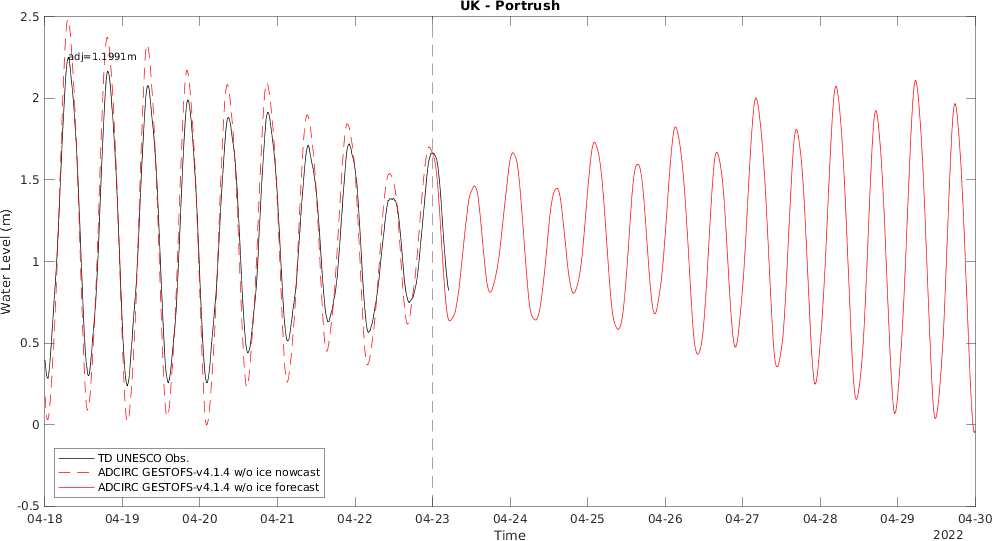 UK - Portrush
2.5
adj=1.1991m
2
1.5
1
0.5
0
-0.5
Water Level (m)
TD UNESCO Obs.
ADCIRC GESTOFS-v4.1.4 w/o ice nowcast
ADCIRC GESTOFS-v4.1.4 w/o ice forecast
04-18 04-19 04-20 04-21 04-22 04-23 04-24 04-25 04-26 04-27 04-28 04-29 04-30
Time
2022